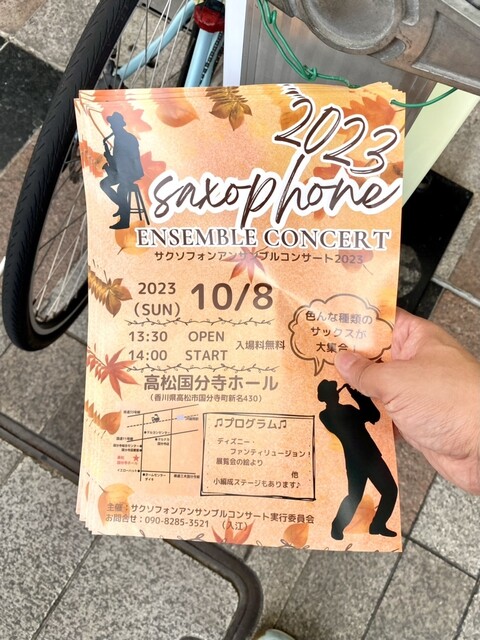 2023
saxophone
ENSEMBLE CONCERT
サクソフォンアンサンブルコンサート2023
2023
(SUN)
10/8
13:30 OPEN
14:00 START
入場料無料
色んな種類の
サックスが
大集合!
高松国分寺ホール
(香川県高松市国分寺町新名430)
♫プログラム♫
ディズニー・
ファンティリュージョン!
展覧会の絵より
他
小編成ステージもあります♪
主催:サクソフォンアンサンブルコンサート実行委員会
お問合せ:090-8285-3521 (入江)